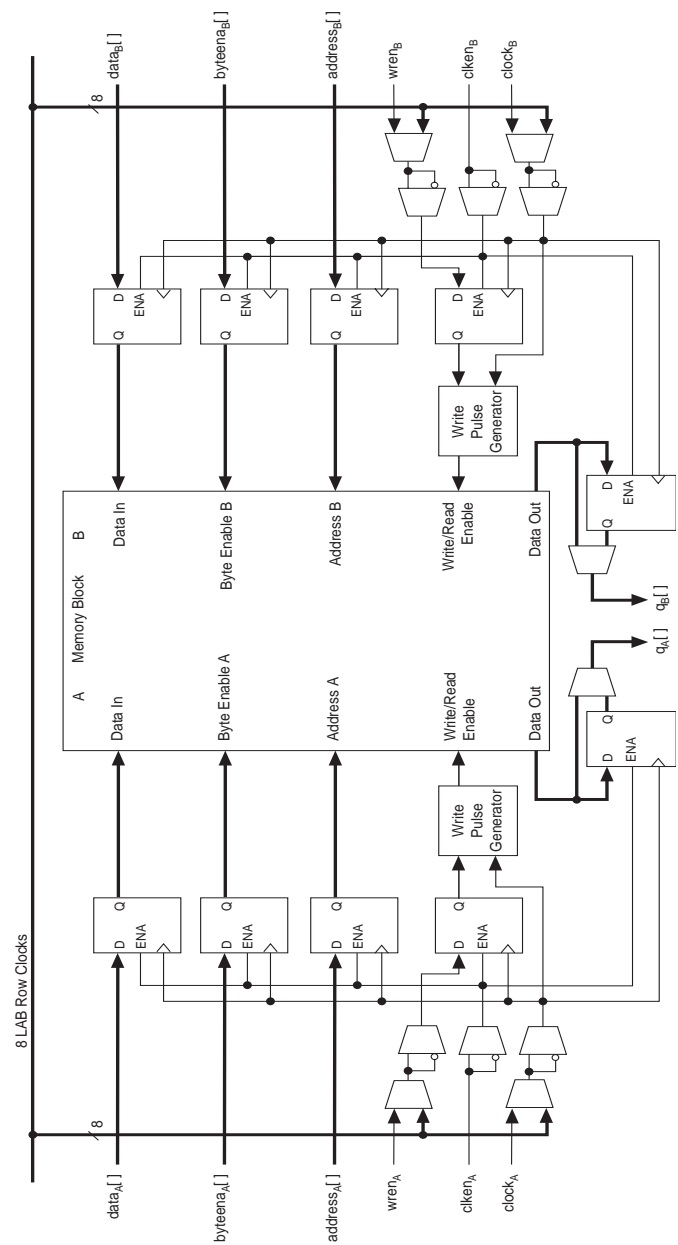 8 LAB Row Clocks
8
8
data_A[ ]
byteena_A[ ]
address_A[ ]
wren_A
clken_A
clock_A
D
Q
ENA
D
Q
ENA
D
Q
ENA
D
Q
ENA
Write
Pulse
Generator
A
Memory Block
B
Data In
Byte Enable A
Address A
Write/Read
Enable
Data Out
Data In
Byte Enable B
Address B
Write/Read
Enable
Data Out
D
Q
ENA
q_A[ ]
q_B[ ]
Q
D
ENA
Write
Pulse
Generator
Q
D
ENA
Q
D
ENA
Q
D
ENA
Q
D
ENA
data_B[ ]
byteena_B[ ]
address_B[ ]
wren_B
clken_B
clock_B